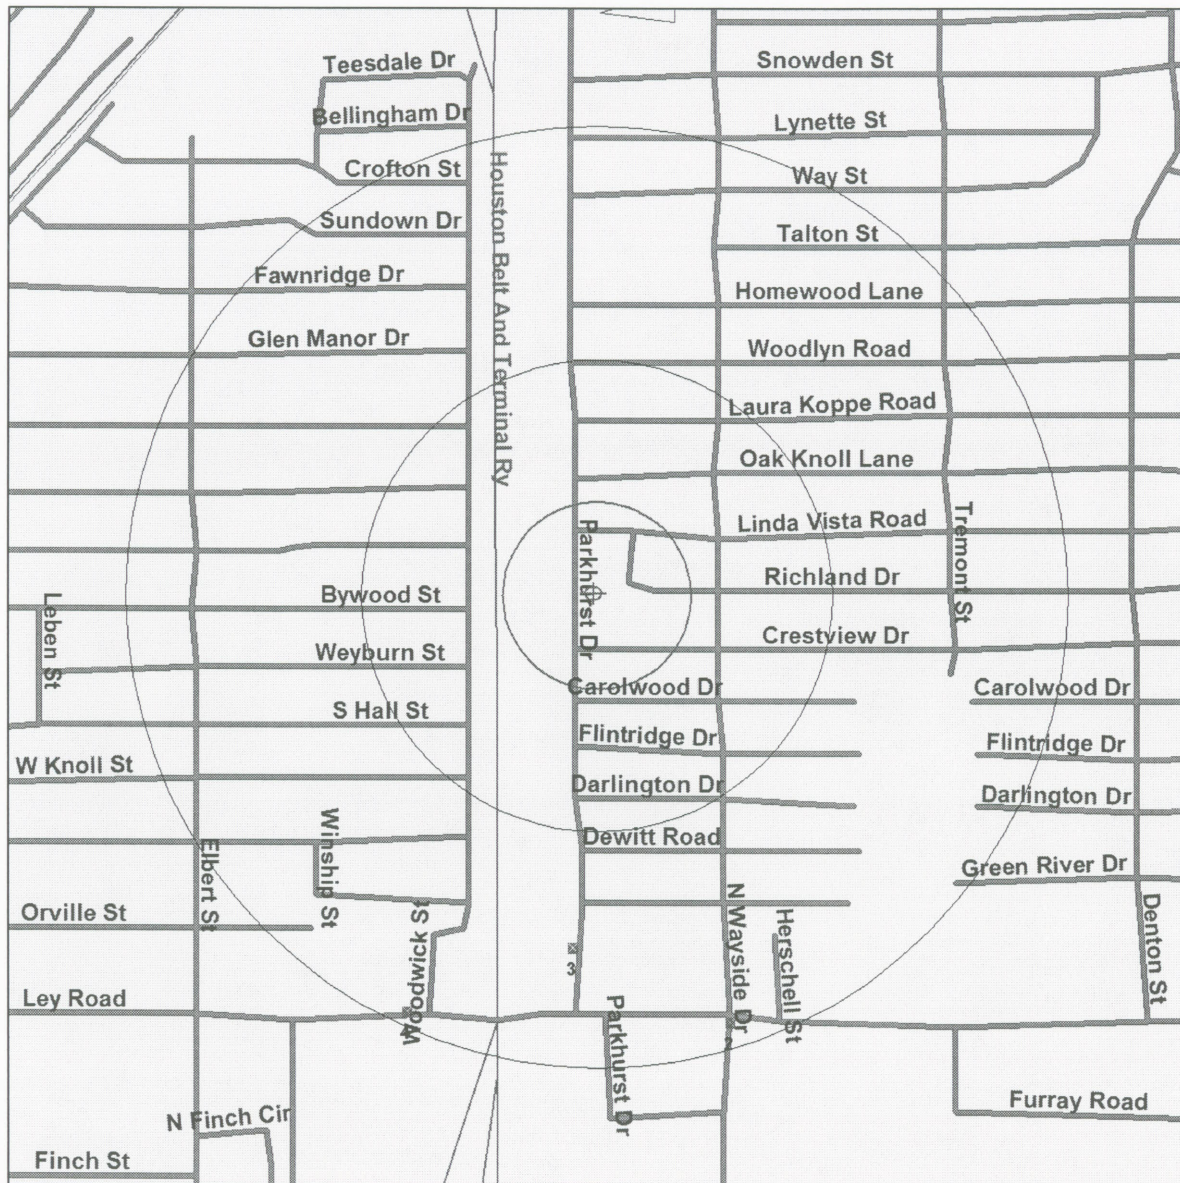 Snowden St
Teesdale Dr
Bellingham Dr
Lynette St
Crofton St
Way St
Sundown Dr
Talton St
Fawnridge Dr
Homewood Lane
Glen Manor Dr
Woodlyn Road
Houston Belt And Terminal Ry
Laura Koppe Road
Oak Knoll Lane
Linda Vista Road
Tremont St
Parkhurst Dr
Richland Dr
Bywood St
Leben St
Crestview Dr
Weyburn St
Carolwood Dr
Carolwood Dr
S Hall St
Flintridge Dr
Flintridge Dr
W Knoll St
Darlington Dr
Darlington Dr
Winship St
Dewitt Road
Elbert St
Green River Dr
Orville St
Woodwick St
N Wayside Dr
Herschell St
Denton St
3
Ley Road
2
Parkhurst Dr
Furray Road
N Finch Cir
Finch St